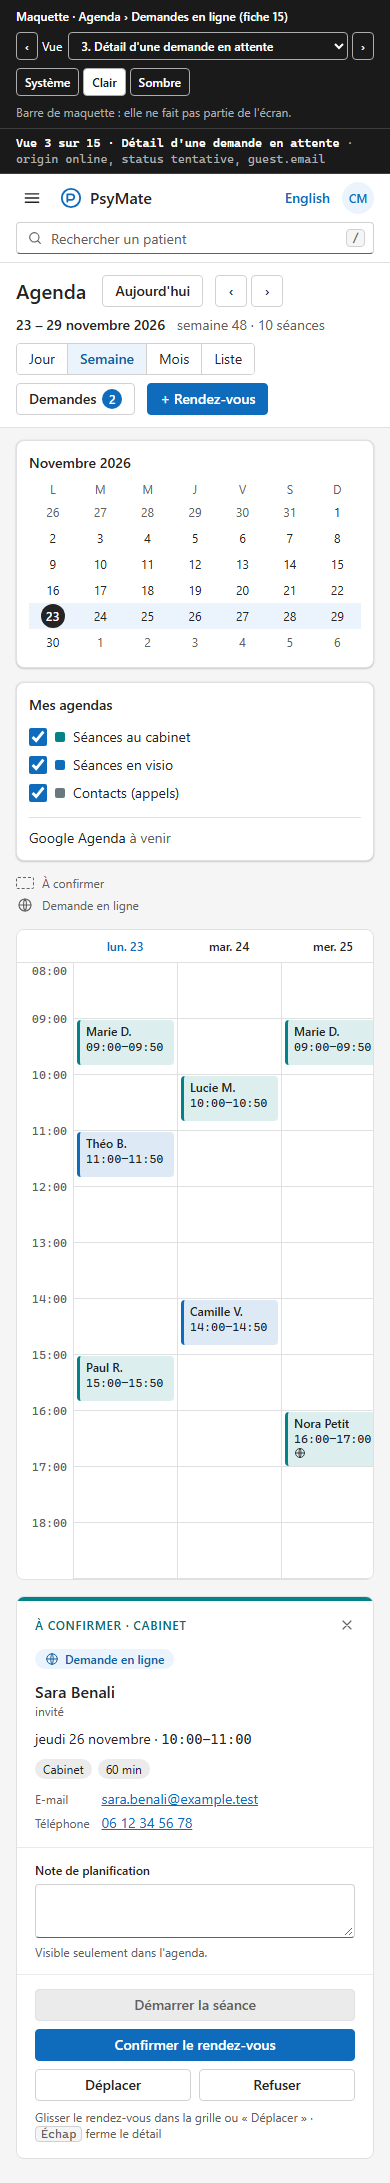 Maquette · Agenda › Demandes en ligne (fiche 15)
‹ Vue 3. Détail d'une demande en attente ›
Système Clair Sombre
Barre de maquette : elle ne fait pas partie de l'écran.
Vue 3 sur 15 · Détail d'une demande en attente ·
origin online, status tentative, guest.email
PsyMate English CM
Rechercher un patient /
Agenda Aujourd'hui ‹ ›
23 – 29 novembre 2026 semaine 48 · 10 séances
Jour Semaine Mois Liste
Demandes 2 + Rendez-vous
Novembre 2026
L M M J V S D
26 27 28 29 30 31 1
2 3 4 5 6 7 8
9 10 11 12 13 14 15
16 17 18 19 20 21 22
23 24 25 26 27 28 29
30 1 2 3 4 5 6
Mes agendas
Séances au cabinet
Séances en visio
Contacts (appels)
Google Agenda à venir
À confirmer
Demande en ligne
lun. 23 mar. 24 mer. 25
08:00
09:00
Marie D. Marie D.
09:00–09:50 09:00–09:50
10:00
Lucie M.
10:00–10:50
11:00
Théo B.
11:00–11:50
12:00
13:00
14:00
Camille V.
14:00–14:50
15:00
Paul R.
15:00–15:50
16:00
Nora Petit
16:00–17:00
17:00
18:00
À CONFIRMER · CABINET
Demande en ligne
Sara Benali
invité
jeudi 26 novembre · 10:00–11:00
Cabinet 60 min
E-mail sara.benali@example.test
Téléphone 06 12 34 56 78
Note de planification
Visible seulement dans l'agenda.
Démarrer la séance
Confirmer le rendez-vous
Déplacer Refuser
Glisser le rendez-vous dans la grille ou « Déplacer » ·
Échap ferme le détail